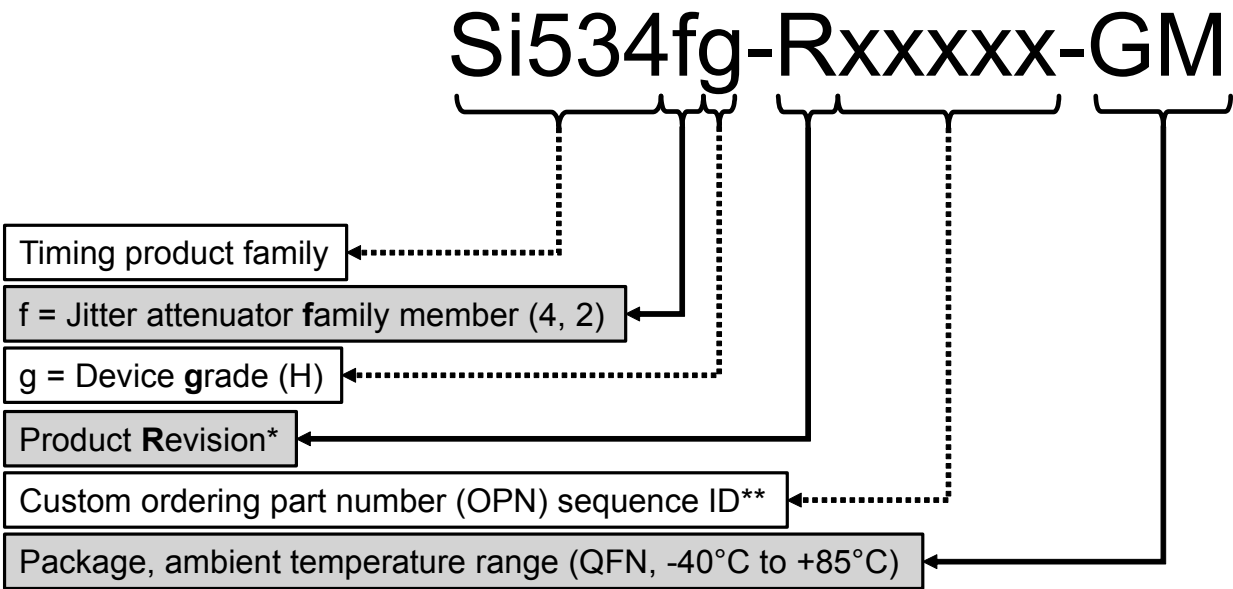 Si534fg-Rxxxxx-GM
Timing product family
f = Jitter attenuator family member (4, 2)
g = Device grade (H)
Product Revision*
Custom ordering part number (OPN) sequence ID**
Package, ambient temperature range (QFN, -40°C to +85°C)